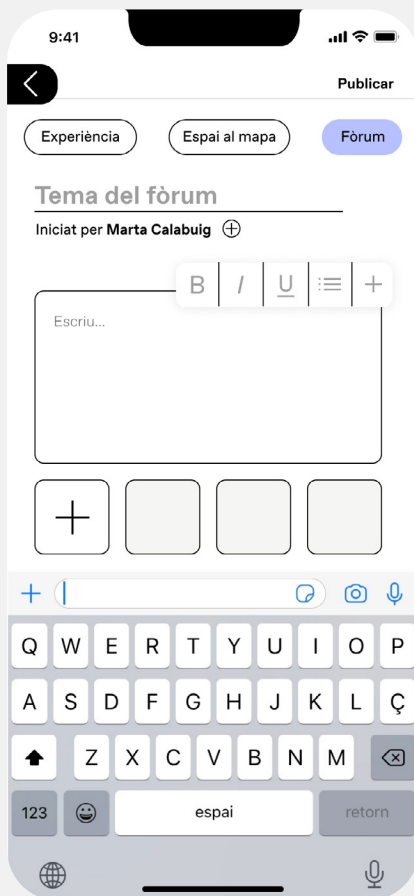 9:41
Publicar
Experiència Espai al mapa Fòrum
Tema del fòrum
Iniciat per Marta Calabuig
B I U
Escriu...
Q W E R T Y U I O P
A S D F G H J K L Ç
Z X C V B N M
123 espai retorn